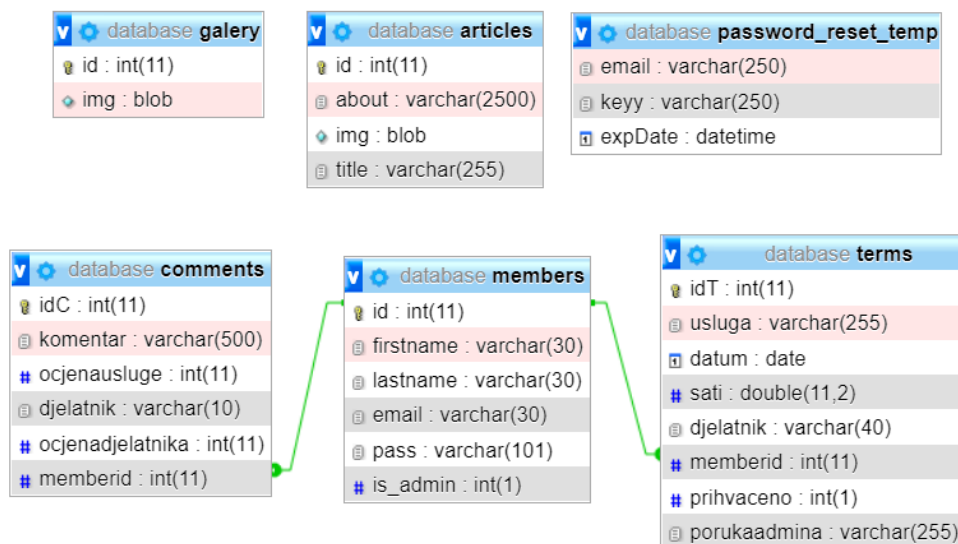 database galery
id : int(11)
img : blob
database articles
id : int(11)
about : varchar(2500)
img : blob
title : varchar(255)
database password_reset_temp
email : varchar(250)
keyy : varchar(250)
expDate : datetime
database comments
idC : int(11)
komentar : varchar(500)
ocjenausluge : int(11)
djelatnik : varchar(10)
ocjenadjelatnika : int(11)
memberid : int(11)
database members
id : int(11)
firstname : varchar(30)
lastname : varchar(30)
email : varchar(30)
pass : varchar(101)
is_admin : int(1)
database terms
idT : int(11)
usluga : varchar(255)
datum : date
sati : double(11,2)
djelatnik : varchar(40)
memberid : int(11)
prihvaceno : int(1)
porukaadmina : varchar(255)